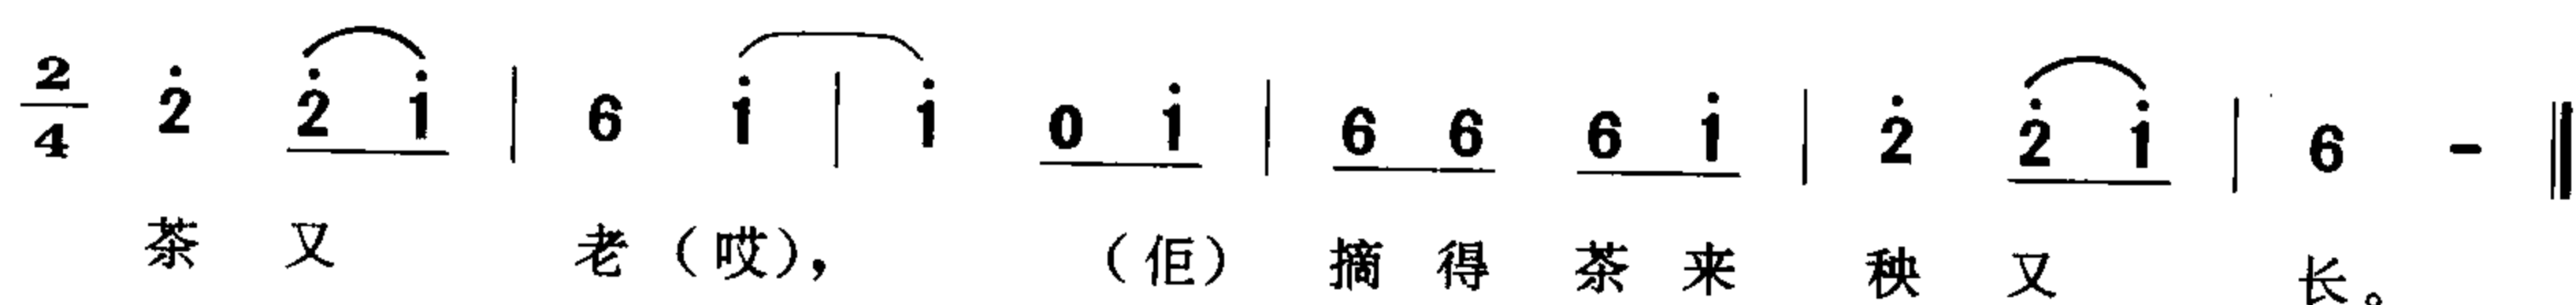 2/4 2̇ 2̇ 1̇ | 6 1̇ | 1̇ 0 1̇ | 6 6 6 1̇ | 2̇ 2̇ 1̇ | 6 - ‖
茶 又 老（哎）， （佢） 摘 得 茶 来 秧 又 长。